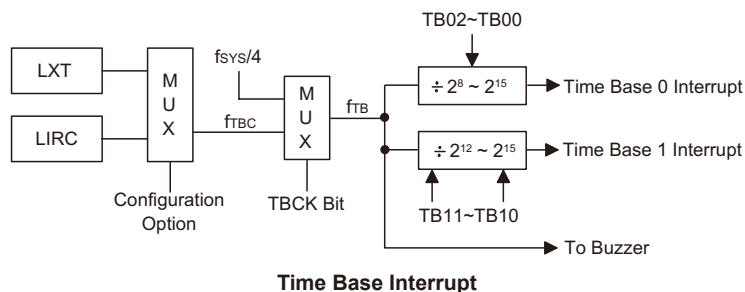 TB02~TB00
LXT
LIRC
M
U
X
fSYS/4
fTBC
M
U
X
fTB
÷ 2⁸ ~ 2¹⁵
Time Base 0 Interrupt
÷ 2¹² ~ 2¹⁵
Time Base 1 Interrupt
Configuration
Option
TBCK Bit
TB11~TB10
To Buzzer
Time Base Interrupt